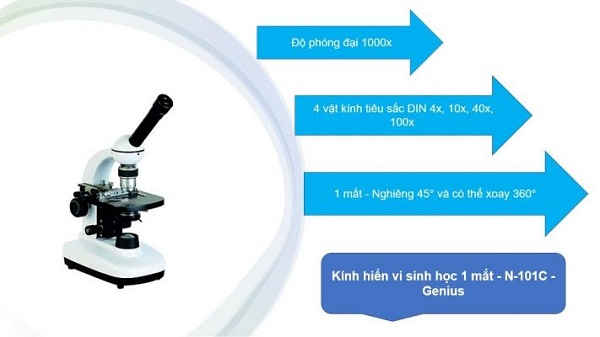 Độ phóng đại 1000x
4 vật kính tiêu sắc DIN 4x, 10x, 40x,
100x
1 mắt - Nghiêng 45° và có thể xoay 360°
Kính hiển vi sinh học 1 mắt - N-101C -
Genius